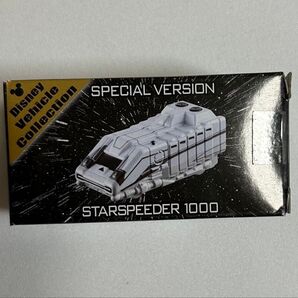 Disney
Vehicle
Collection
SPECIAL VERSION
STARSPEEDER 1000